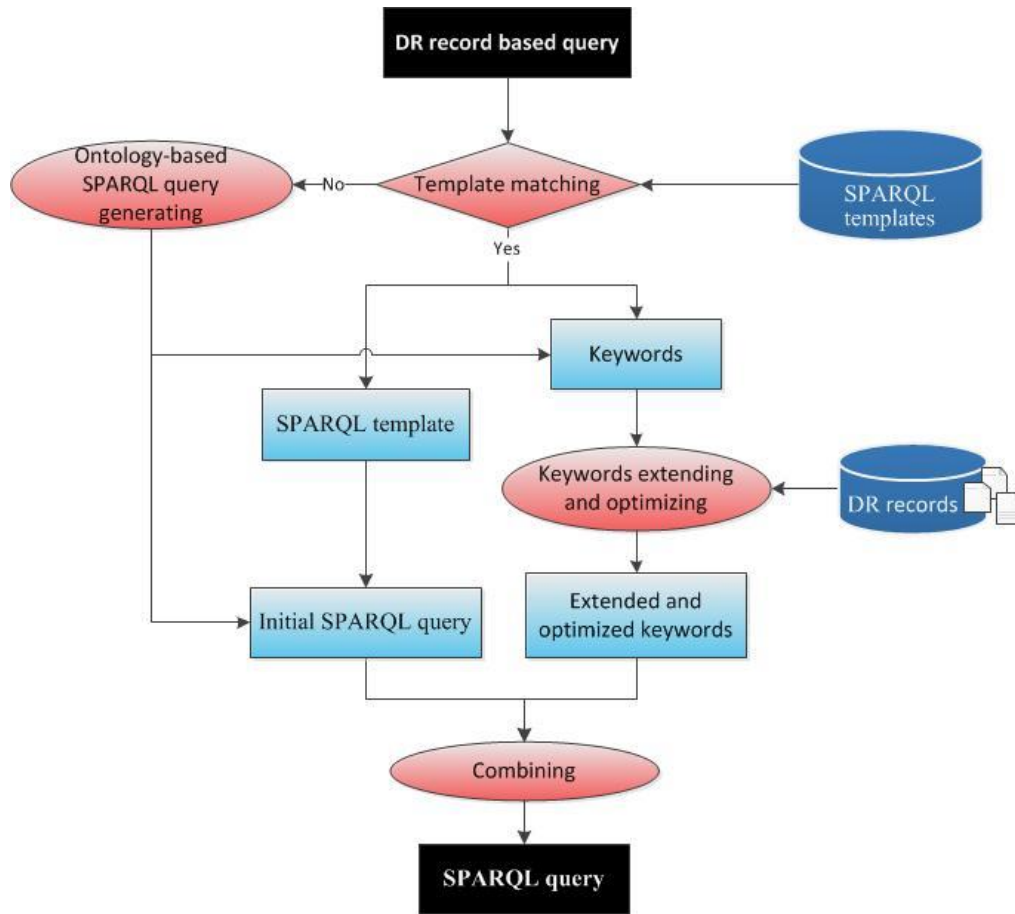 DR record based query
Ontology-based
SPARQL query
generating
No
Template matching
SPARQL
templates
Yes
Keywords
SPARQL template
Keywords extending
and optimizing
DR records
Initial SPARQL query
Extended and
optimized keywords
Combining
SPARQL query